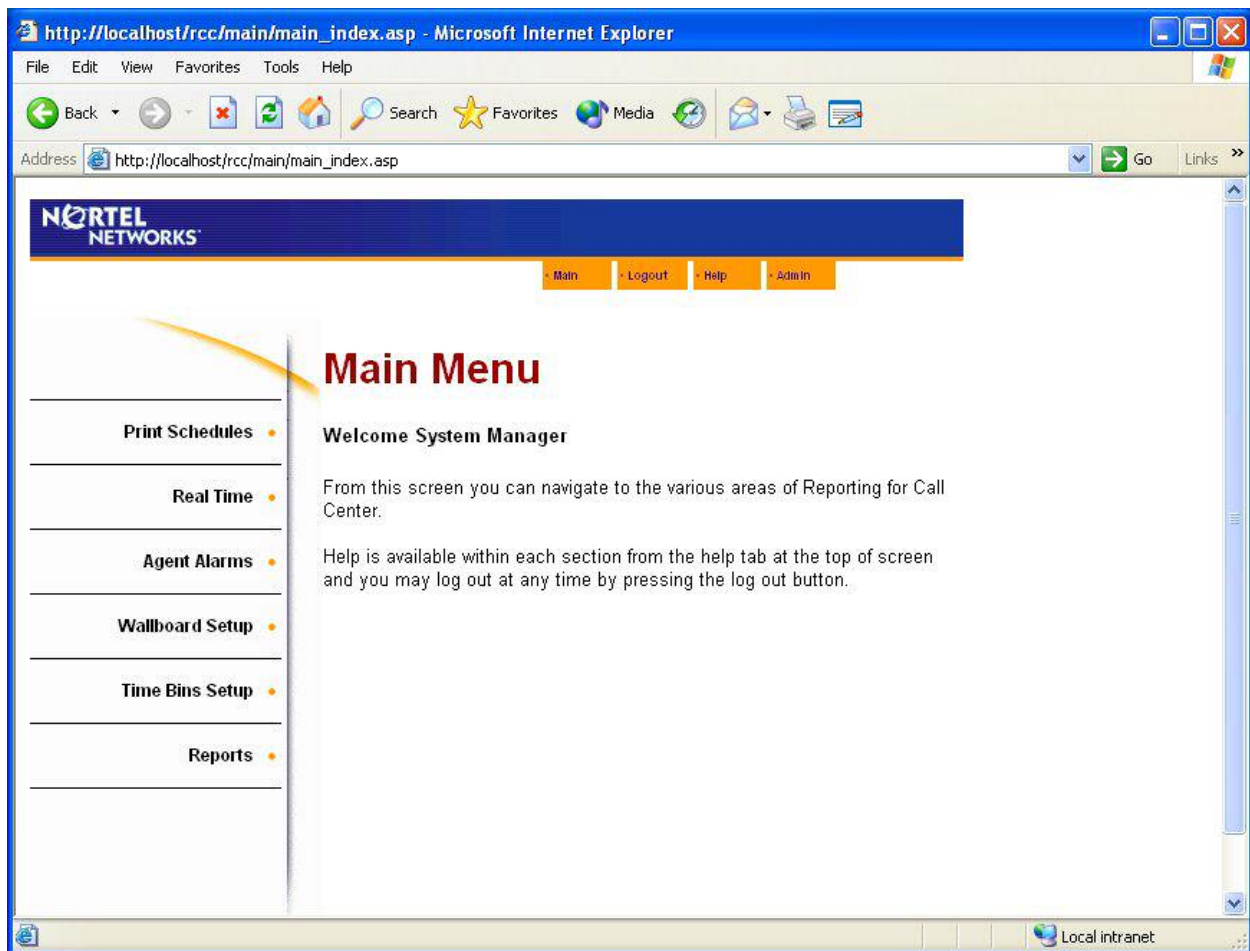 http://localhost/rcc/main/main_index.asp - Microsoft Internet Explorer
File Edit View Favorites Tools Help
Back Search Favorites Media
Address http://localhost/rcc/main/main_index.asp Go Links »
NORTEL
NETWORKS
Main Logout Help Admin
Main Menu
Print Schedules
Welcome System Manager
Real Time
From this screen you can navigate to the various areas of Reporting for Call
Center.
Agent Alarms
Help is available within each section from the help tab at the top of screen
and you may log out at any time by pressing the log out button.
Wallboard Setup
Time Bins Setup
Reports
Local intranet